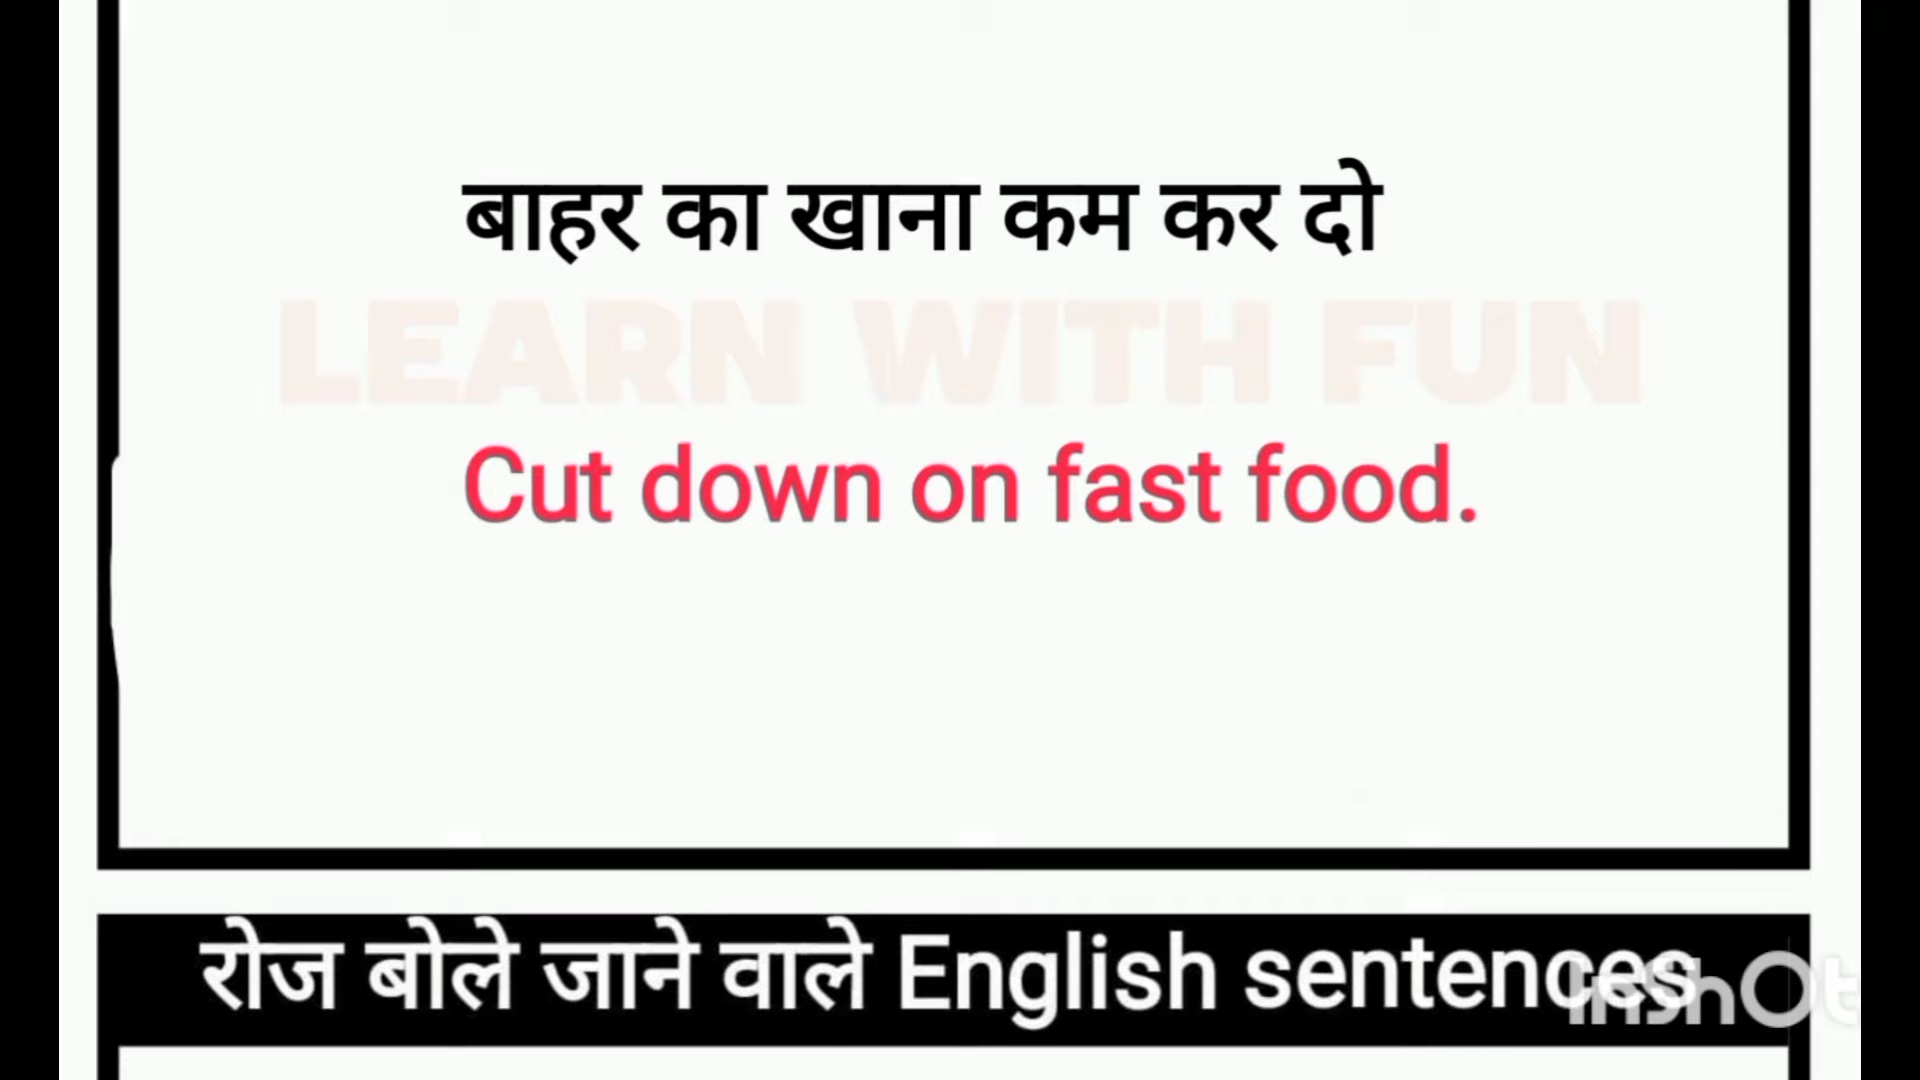 बाहर का खाना कम कर दो
LEARN WITH FUN
Cut down on fast food.
रोज बोले जाने वाले English sentences
InShOt